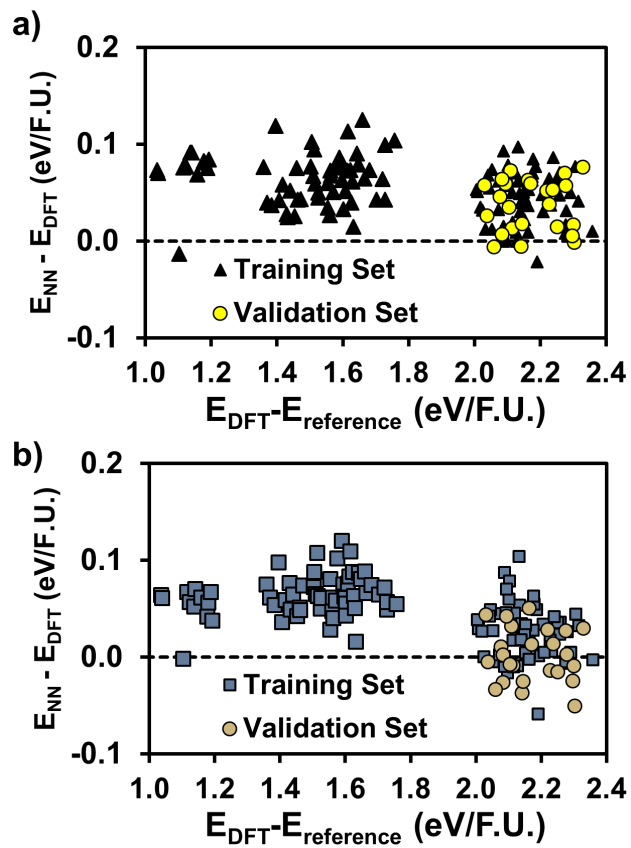 a)
0.2
0.1
0.0
-0.1
E_NN - E_DFT (eV/F.U.)
Training Set
Validation Set
1.0 1.2 1.4 1.6 1.8 2.0 2.2 2.4
E_DFT-E_reference (eV/F.U.)
b)
0.2
0.1
0.0
-0.1
E_NN - E_DFT (eV/F.U.)
Training Set
Validation Set
1.0 1.2 1.4 1.6 1.8 2.0 2.2 2.4
E_DFT-E_reference (eV/F.U.)